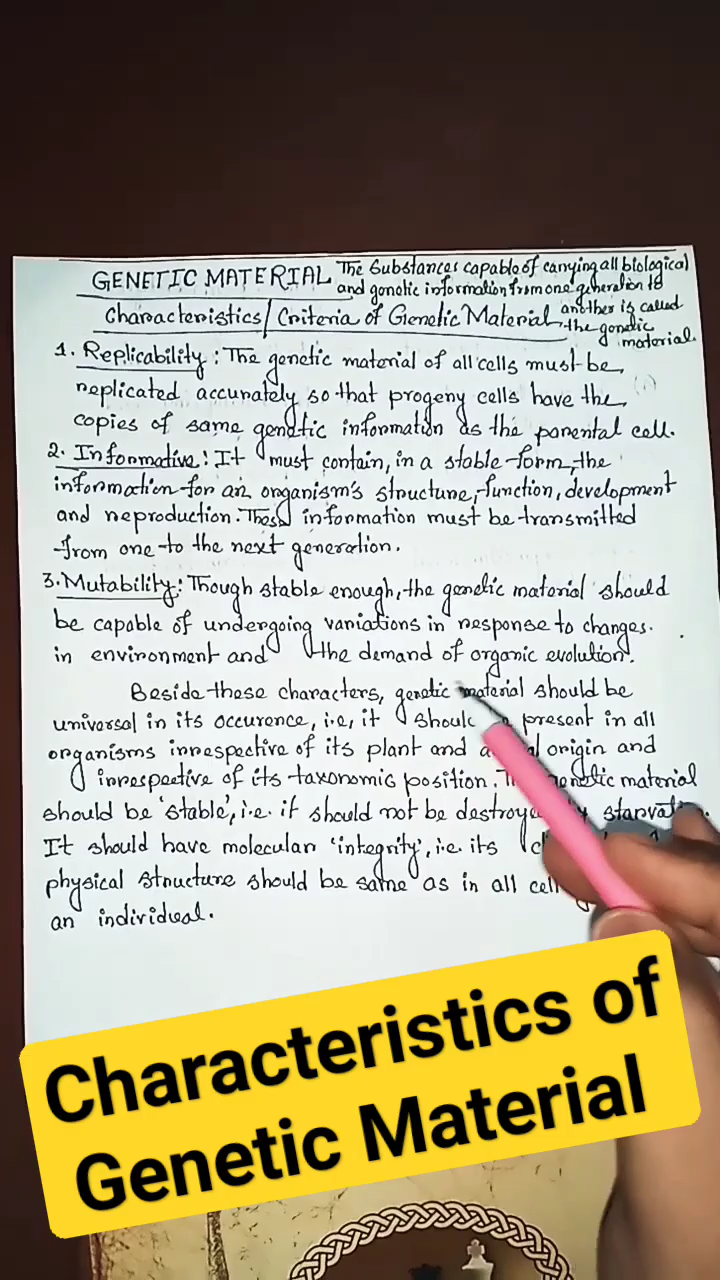 GENETIC MATERIAL The Substances capable of carrying all biological
and genetic information from one generation to
another is called
the genetic
material.
Characteristics/Criteria of Genetic Material
1. Replicability: The genetic material of all cells must be
replicated accurately so that progeny cells have the
copies of same genetic information as the parental cell.
2. Informative: It must contain, in a stable form, the
information for an organism's structure, function, development
and reproduction. These information must be transmitted
from one to the next generation.
3. Mutability: Though stable enough, the genetic material should
be capable of undergoing variations in response to changes.
in environment and the demand of organic evolution.
Beside these characters, genetic material should be
universal in its occurence, i.e, it present in all
organisms irrespective of its plant and origin and
irrespective of its taxonomic position. material
should be 'stable', i.e. it should not be
It should have molecular 'integrity', i.e. its
physical structure should be same as in all
an individual.
Characteristics of
Genetic Material